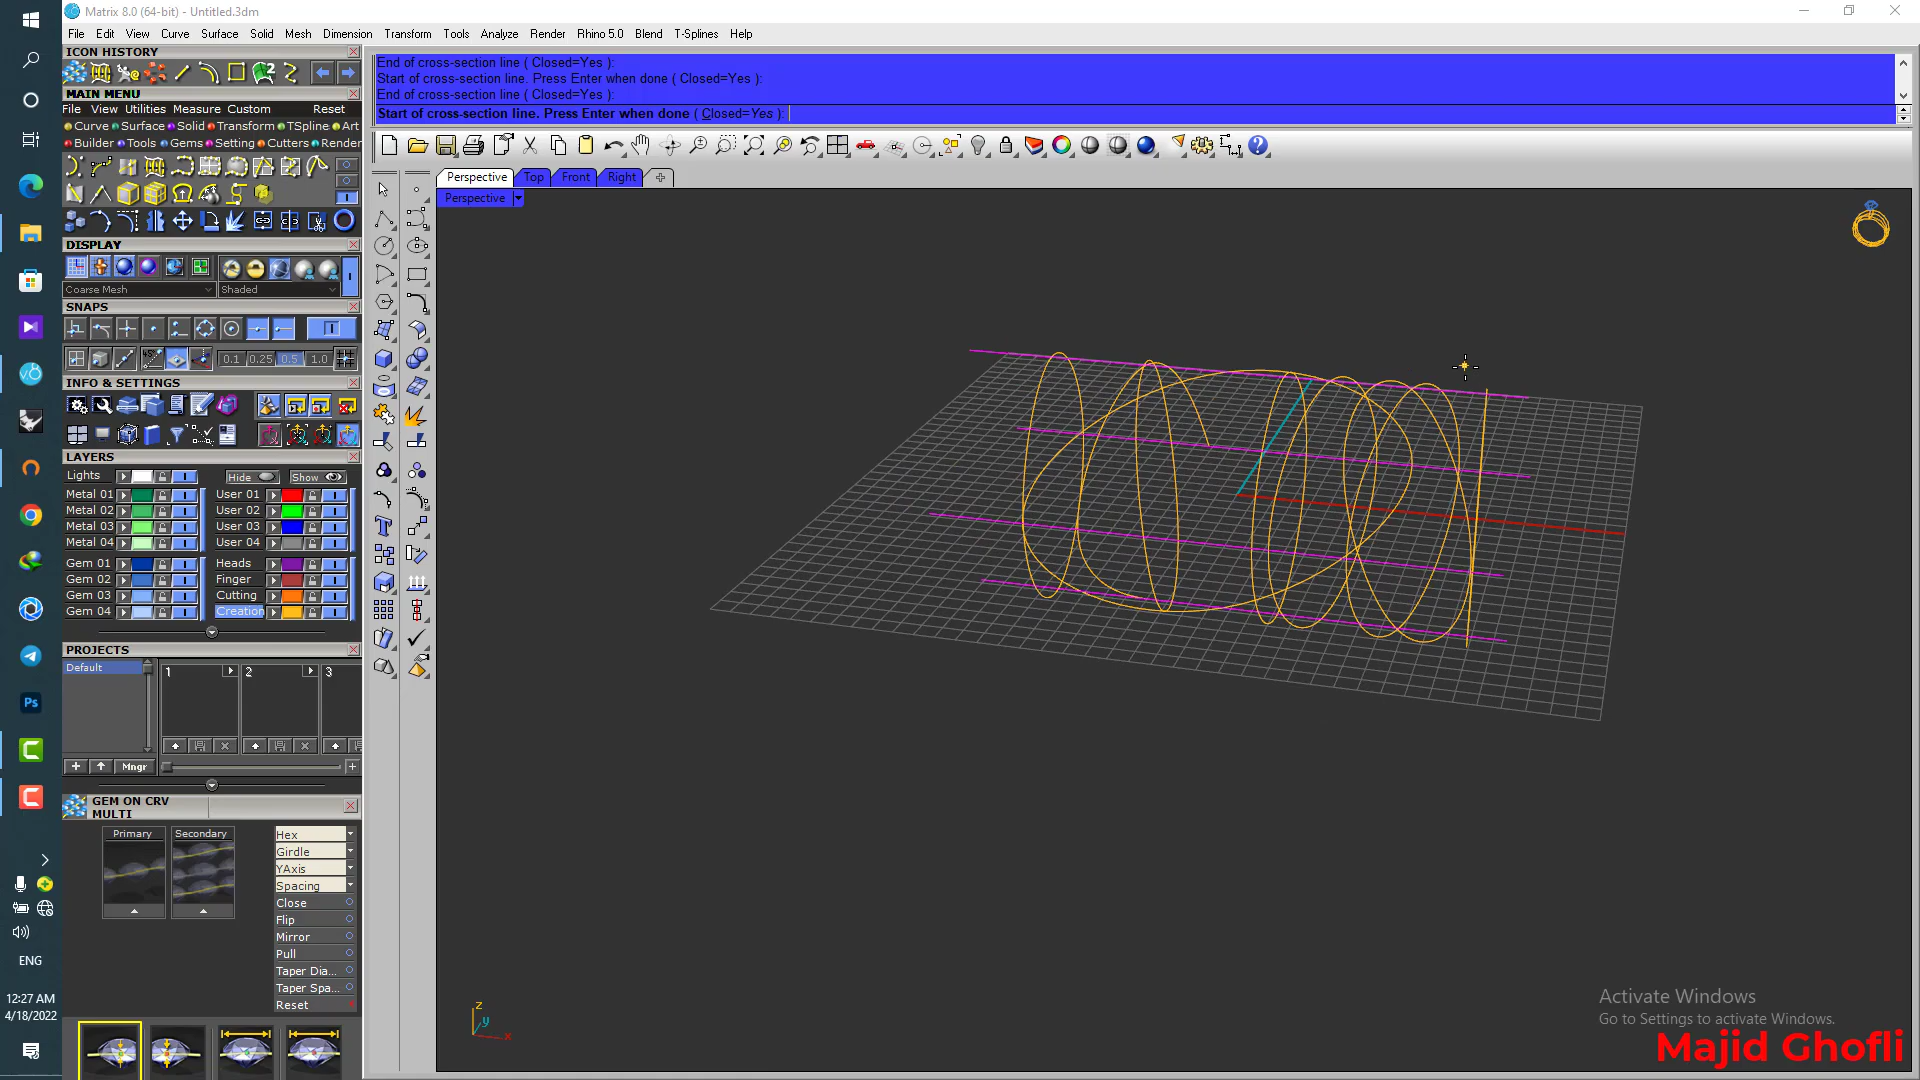 Matrix 8.0 (64-bit) - Untitled.3dm
File Edit View Curve Surface Solid Mesh Dimension Transform Tools Analyze Render Rhino 5.0 Blend T-Splines Help
ICON HISTORY
MAIN MENU
File View Utilities Measure Custom Reset
Curve Surface Solid Transform TSpline Art
Builder Tools Gems Setting Cutters Render
DISPLAY
Coarse Mesh Shaded
SNAPS
45° 0.1 0.25 0.5 1.0
INFO & SETTINGS
LAYERS
Lights Hide Show
Metal 01 User 01
Metal 02 User 02
Metal 03 User 03
Metal 04 User 04
Gem 01 Heads
Gem 02 Finger
Gem 03 Cutting
Gem 04 Creation
PROJECTS
Default 1 2 3
Mngr
GEM ON CRV
MULTI
Primary Secondary
Hex
Girdle
YAxis
Spacing
Close
Flip
Mirror
Pull
Taper Dia...
Taper Spa...
Reset
End of cross-section line ( Closed=Yes ):
Start of cross-section line. Press Enter when done ( Closed=Yes ):
End of cross-section line ( Closed=Yes ):
Start of cross-section line. Press Enter when done ( Closed=Yes ):
Perspective Top Front Right
Perspective
z
y
x
ENG
12:27 AM
4/18/2022
Activate Windows
Go to Settings to activate Windows.
Majid Ghofli